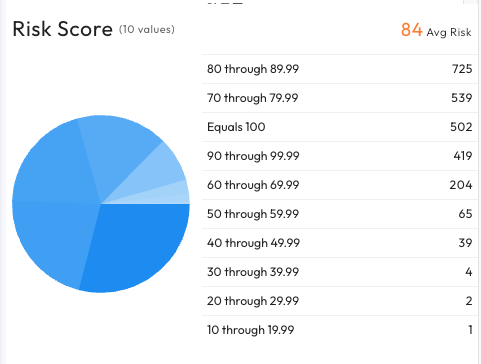 Risk Score (10 values)
84 Avg Risk
80 through 89.99 725
70 through 79.99 539
Equals 100 502
90 through 99.99 419
60 through 69.99 204
50 through 59.99 65
40 through 49.99 39
30 through 39.99 4
20 through 29.99 2
10 through 19.99 1